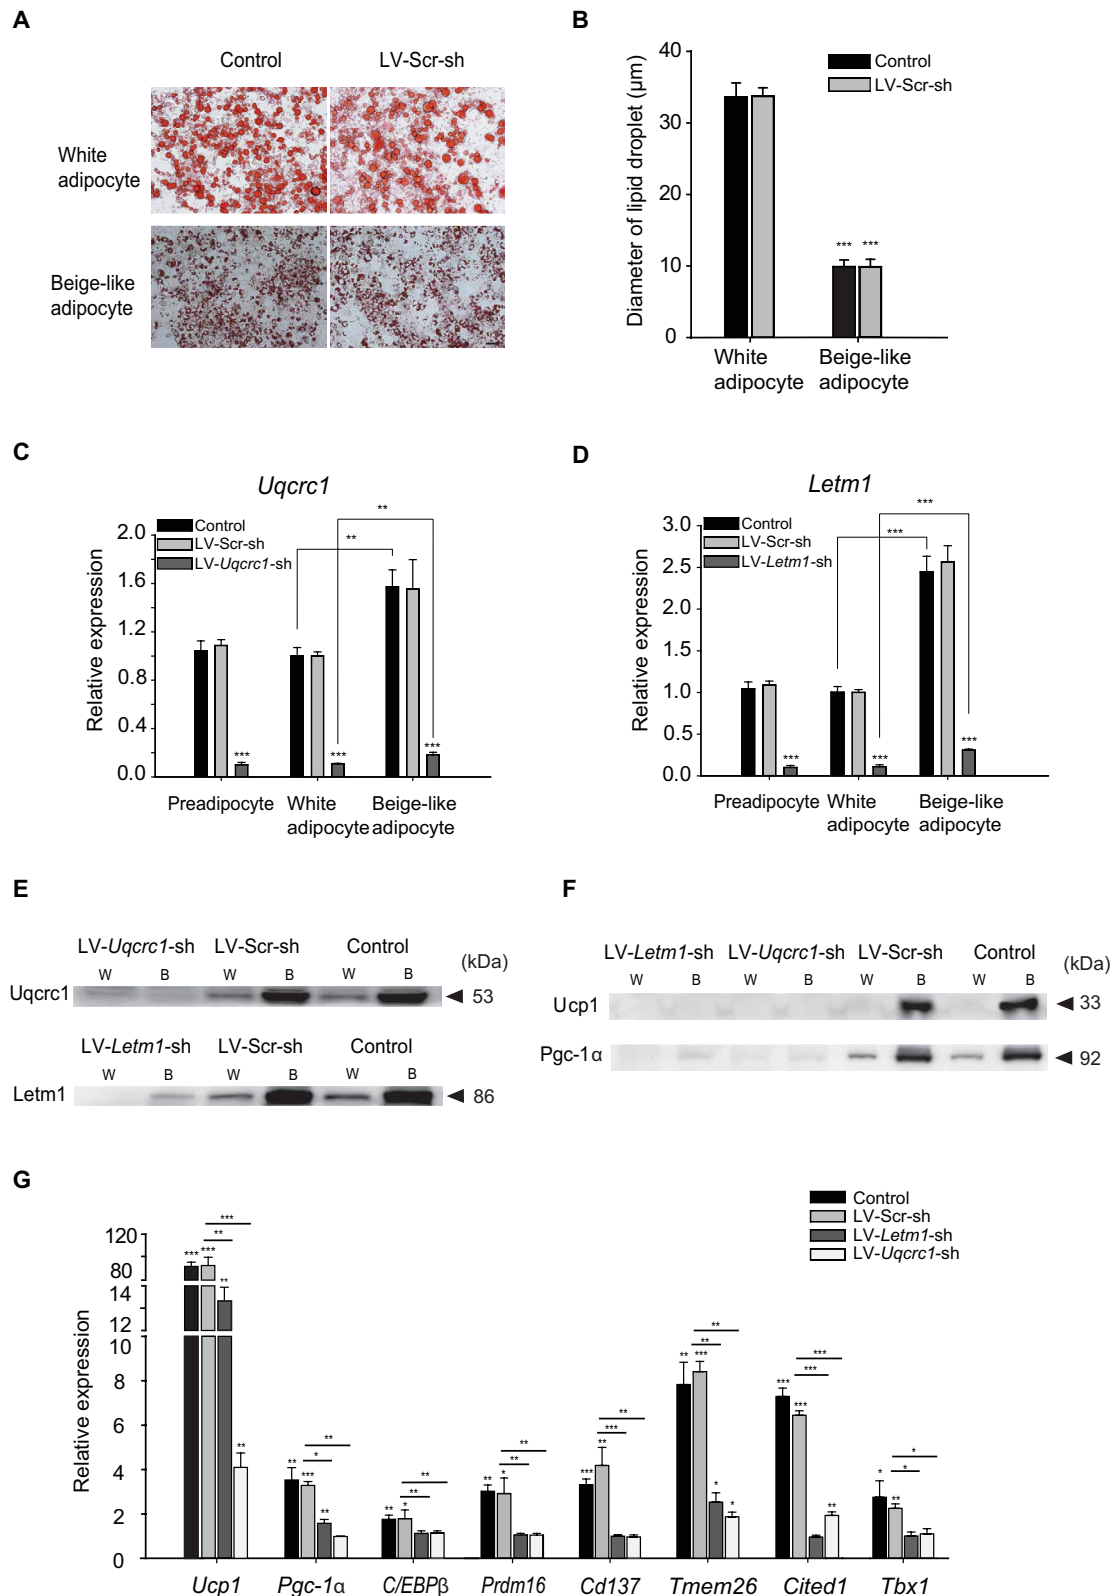 A
Control LV-Scr-sh
White
adipocyte
Beige-like
adipocyte
B
Diameter of lipid droplet (µm)
40
30
20
10
0
Control
LV-Scr-sh
*** ***
White
adipocyte
Beige-like
adipocyte
C
Uqcrc1
Relative expression
2.0
1.6
1.2
0.8
0.4
0.0
Control
LV-Scr-sh
LV-Uqcrc1-sh
**
**
*** *** ***
Preadipocyte
White
adipocyte
Beige-like
adipocyte
D
Letm1
Relative expression
3.0
2.5
2.0
1.5
1.0
0.5
0.0
Control
LV-Scr-sh
LV-Letm1-sh
***
***
*** *** ***
Preadipocyte
White
adipocyte
Beige-like
adipocyte
E
LV-Uqcrc1-sh LV-Scr-sh Control
W B W B W B (kDa)
Uqcrc1 53
LV-Letm1-sh LV-Scr-sh Control
W B W B W B
Letm1 86
F
LV-Letm1-sh LV-Uqcrc1-sh LV-Scr-sh Control
W B W B W B W B (kDa)
Ucp1 33
Pgc-1α 92
G
Control
LV-Scr-sh
LV-Letm1-sh
LV-Uqcrc1-sh
Relative expression
120
80
14
12
10
8
6
4
2
0
***
**
*** *** ** **
**
*
** *** **
**
**
** *
**
**
** *
**
***
*** **
**
**
** *** * *
***
***
*** *** **
*
*
* **
Ucp1 Pgc-1α C/EBPβ Prdm16 Cd137 Tmem26 Cited1 Tbx1